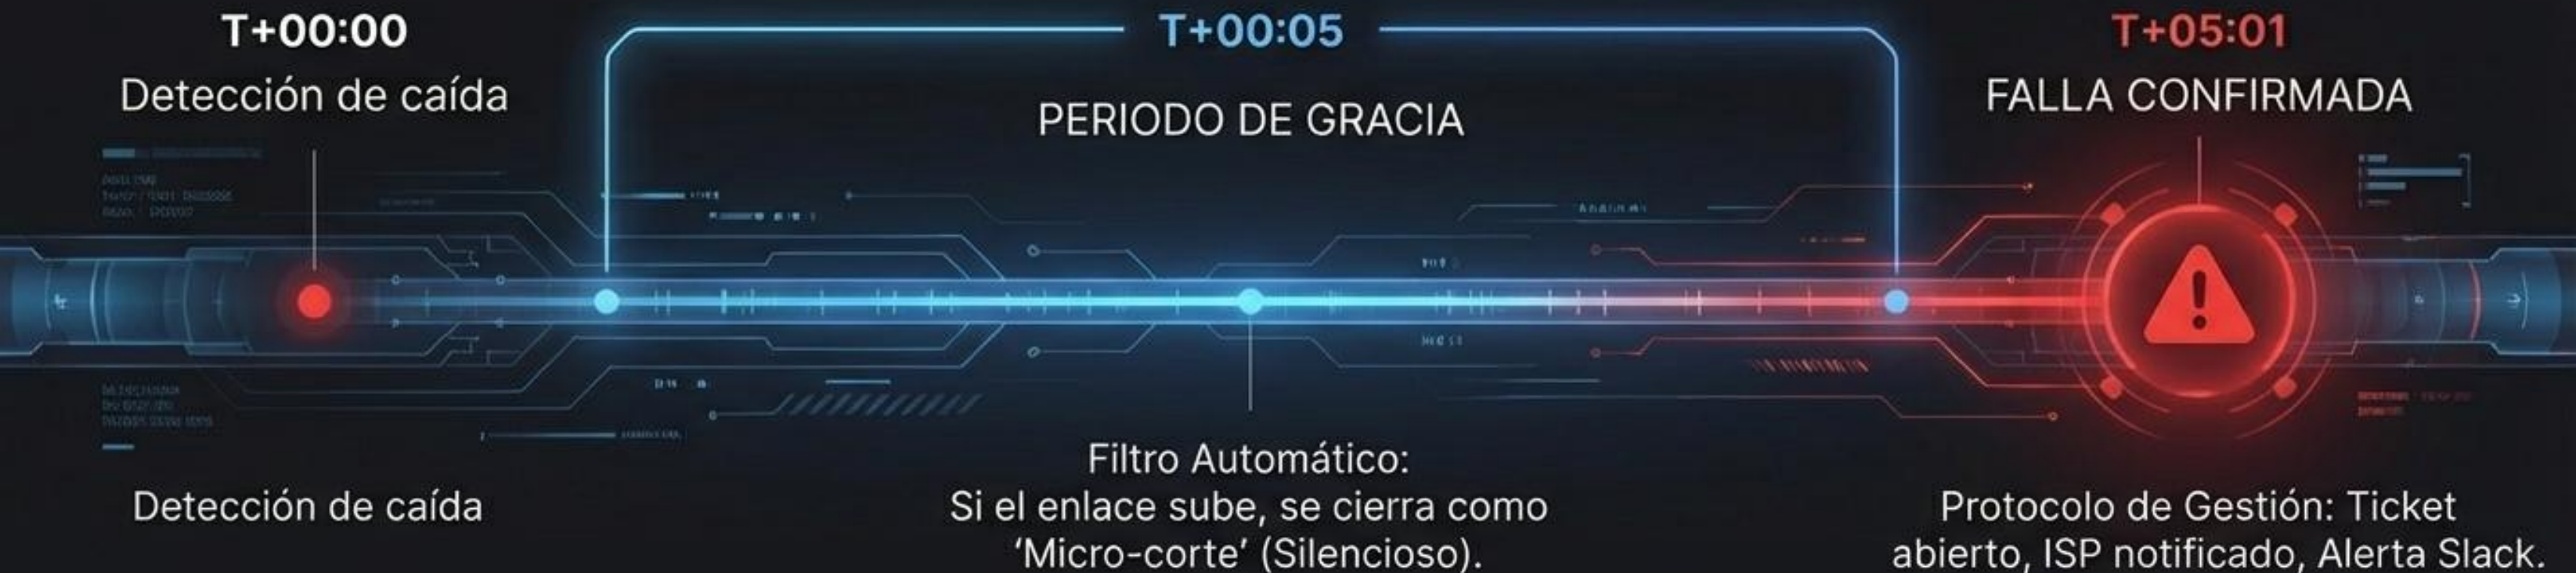 T+00:00
Detección de caída
T+00:05
PERIODO DE GRACIA
T+05:01
FALLA CONFIRMADA
Detección de caída
Filtro Automático:
Si el enlace sube, se cierra como
‘Micro-corte’ (Silencioso).
Protocolo de Gestión: Ticket
abierto, ISP notificado, Alerta Slack.